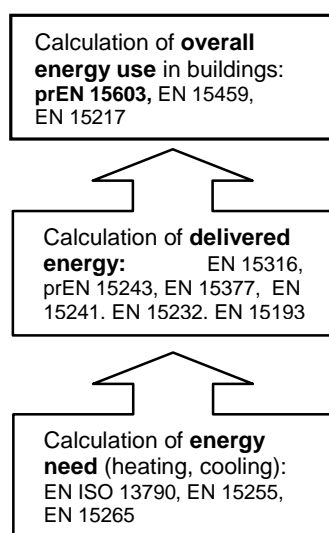 Calculation of overall
energy use in buildings:
prEN 15603, EN 15459,
EN 15217
Calculation of delivered
energy: EN 15316,
prEN 15243, EN 15377, EN
15241. EN 15232. EN 15193
Calculation of energy
need (heating, cooling):
EN ISO 13790, EN 15255,
EN 15265